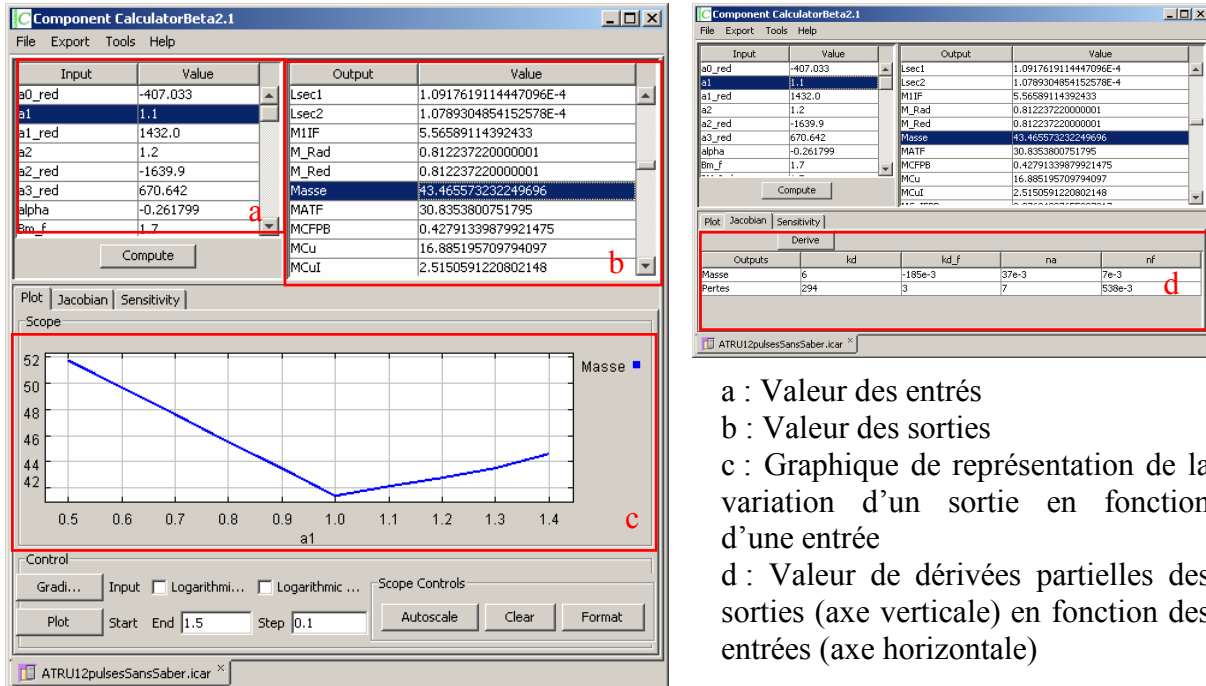 Component CalculatorBeta2.1
File Export Tools Help
Input Value
a0_red -407.033
a1 1.1
a1_red 1432.0
a2 1.2
a2_red -1639.9
a3_red 670.642
alpha -0.261799
Bm_f 1.7
a
Compute
Output Value
Lsec1 1.0917619114447096E-4
Lsec2 1.0789304854152578E-4
M1IF 5.56589114392433
M_Rad 0.812237220000001
M_Red 0.812237220000001
Masse 43.465573232249696
MATF 30.8353800751795
MCFPB 0.42791339879921475
MCu 16.885195709794097
MCuI 2.5150591220802148
b
Plot Jacobian Sensitivity
Scope
52
50
48
46
44
42
0.5 0.6 0.7 0.8 0.9 1.0 1.1 1.2 1.3 1.4
a1
Masse
c
Control
Gradi... Input Logarithmi... Logarithmic ...
Plot Start End 1.5 Step 0.1
Scope Controls
Autoscale Clear Format
ATRU12pulsesSansSaber.icar
Component CalculatorBeta2.1
File Export Tools Help
Input Value
a0_red -407.033
a1 1.1
a1_red 1432.0
a2 1.2
a2_red -1639.9
a3_red 670.642
alpha -0.261799
Bm_f 1.7
Compute
Output Value
Lsec1 1.0917619114447096E-4
Lsec2 1.0789304854152578E-4
M1IF 5.56589114392433
M_Rad 0.812237220000001
M_Red 0.812237220000001
Masse 43.465573232249696
MATF 30.8353800751795
MCFPB 0.42791339879921475
MCu 16.885195709794097
MCuI 2.5150591220802148
Plot Jacobian Sensitivity
Derive
Outputs kd kd_f na nf
Masse 6 -185e-3 37e-3 7e-3
Pertes 294 3 7 538e-3
d
ATRU12pulsesSansSaber.icar
a : Valeur des entrés
b : Valeur des sorties
c : Graphique de représentation de la
variation d'un sortie en fonction
d'une entrée
d : Valeur de dérivées partielles des
sorties (axe verticale) en fonction des
entrées (axe horizontale)